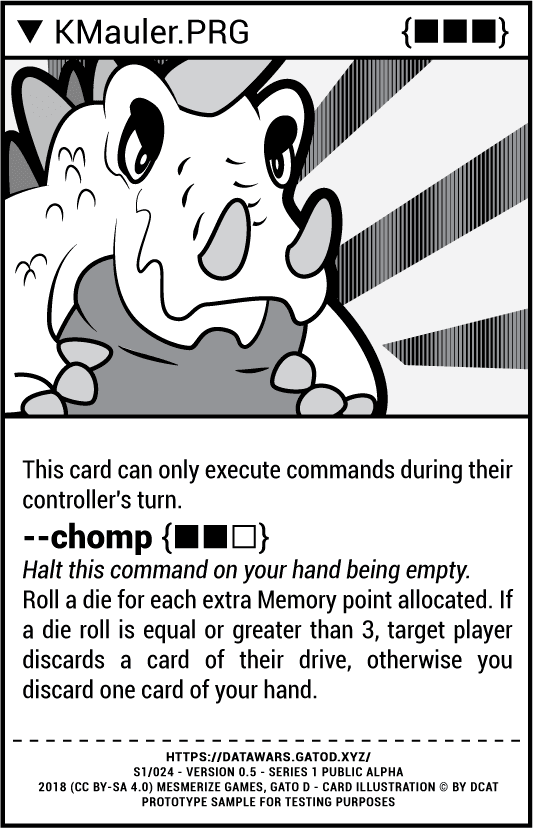 ▼ KMauler.PRG {■■■}
This card can only execute commands during their
controller's turn.
--chomp {■■□}
Halt this command on your hand being empty.
Roll a die for each extra Memory point allocated. If
a die roll is equal or greater than 3, target player
discards a card of their drive, otherwise you
discard one card of your hand.
HTTPS://DATAWARS.GATOD.XYZ/
S1/024 - VERSION 0.5 - SERIES 1 PUBLIC ALPHA
2018 (CC BY-SA 4.0) MESMERIZE GAMES, GATO D - CARD ILLUSTRATION © BY DCAT
PROTOTYPE SAMPLE FOR TESTING PURPOSES